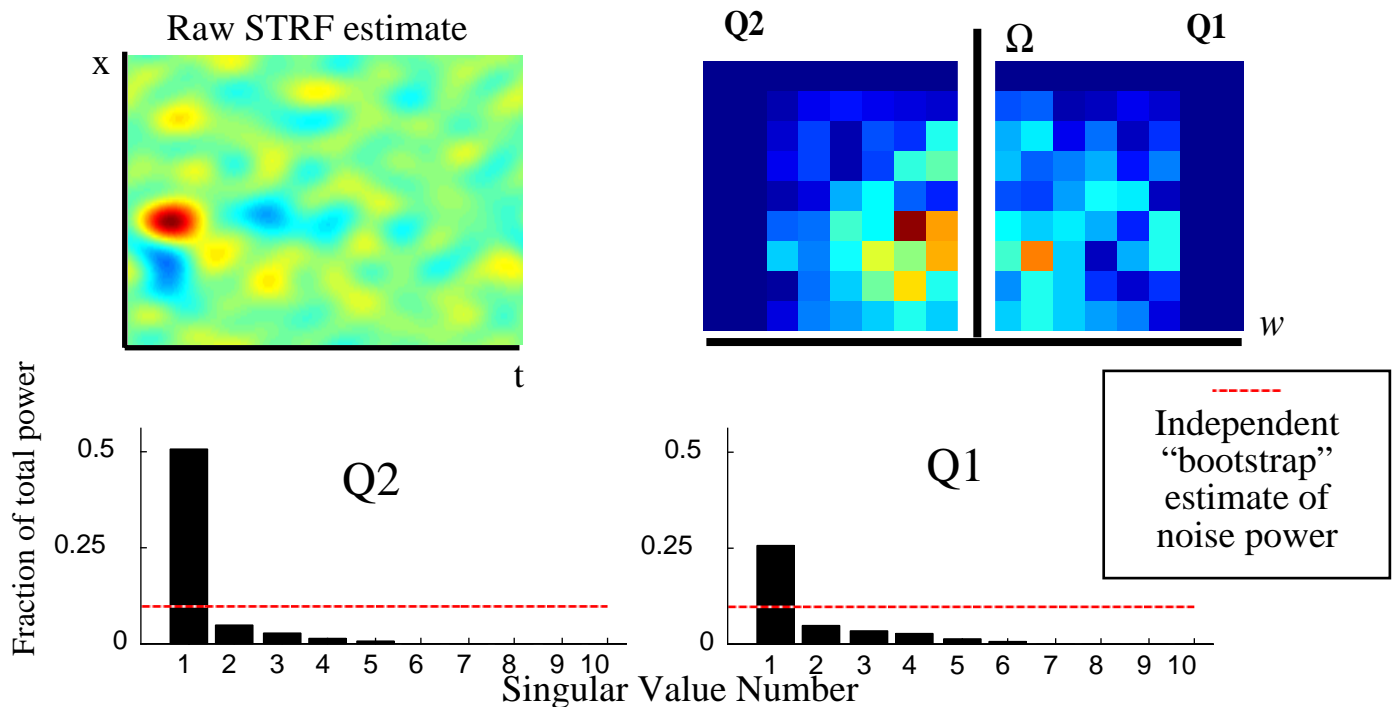 Raw STRF estimate
x
t
Q2
Ω
Q1
w
Independent
“bootstrap”
estimate of
noise power
Fraction of total power
0.5
0.25
0
Q2
1 2 3 4 5 6 7 8 9 10
0.5
0.25
0
Q1
1 2 3 4 5 6 7 8 9 10
Singular Value Number